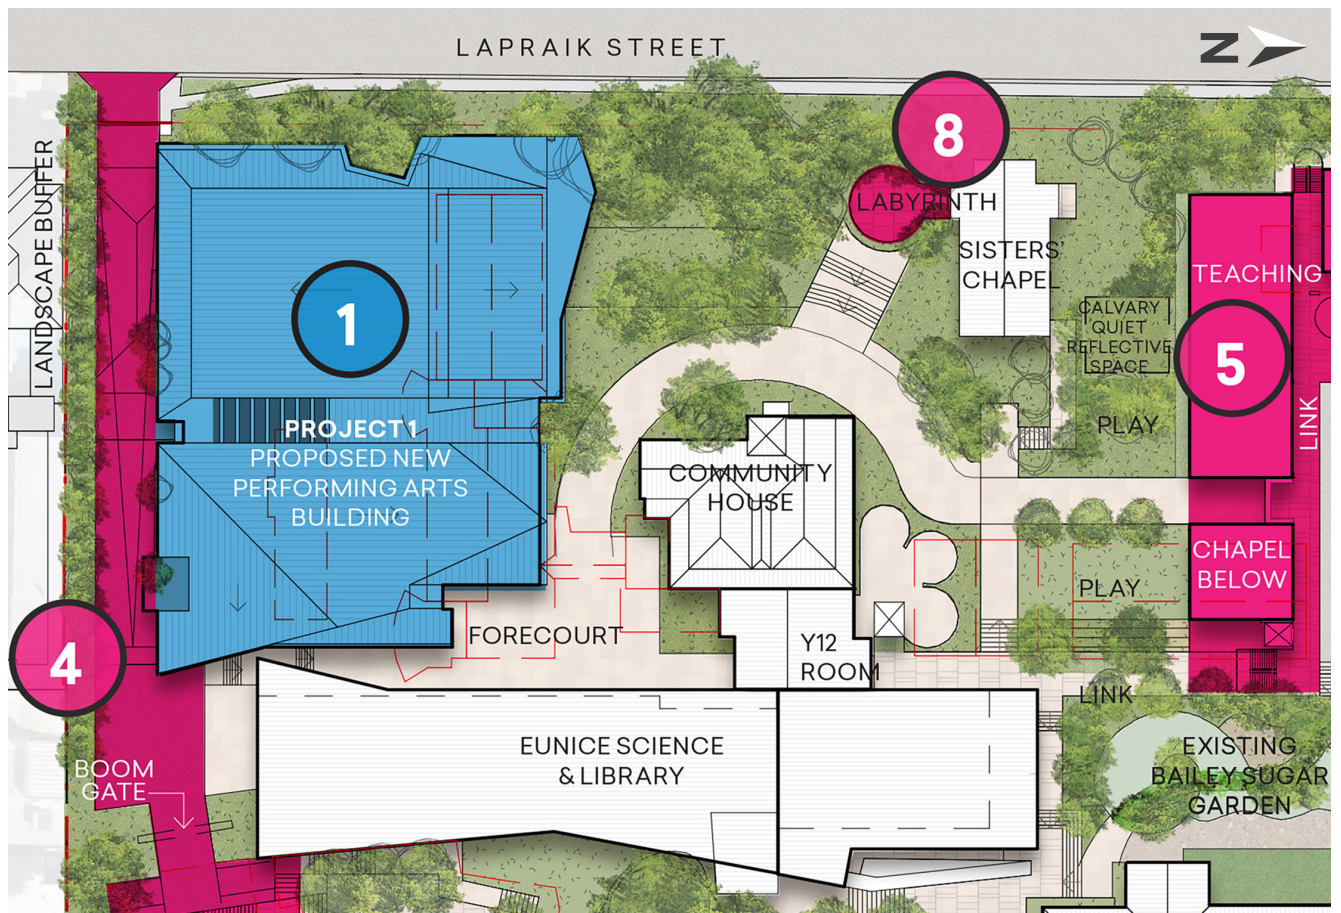 LAPRAIK STREET
N
8
LABYRINTH
SISTERS'
CHAPEL
LANDSCAPE BUFFER
1
PROJECT 1
PROPOSED NEW
PERFORMING ARTS
BUILDING
CALVARY
QUIET
REFLECTIVE
SPACE
TEACHING
5
LINK
PLAY
COMMUNITY
HOUSE
CHAPEL
BELOW
PLAY
4
FORECOURT
Y12
ROOM
LINK
EUNICE SCIENCE
& LIBRARY
EXISTING
BAILEY SUGAR
GARDEN
BOOM
GATE